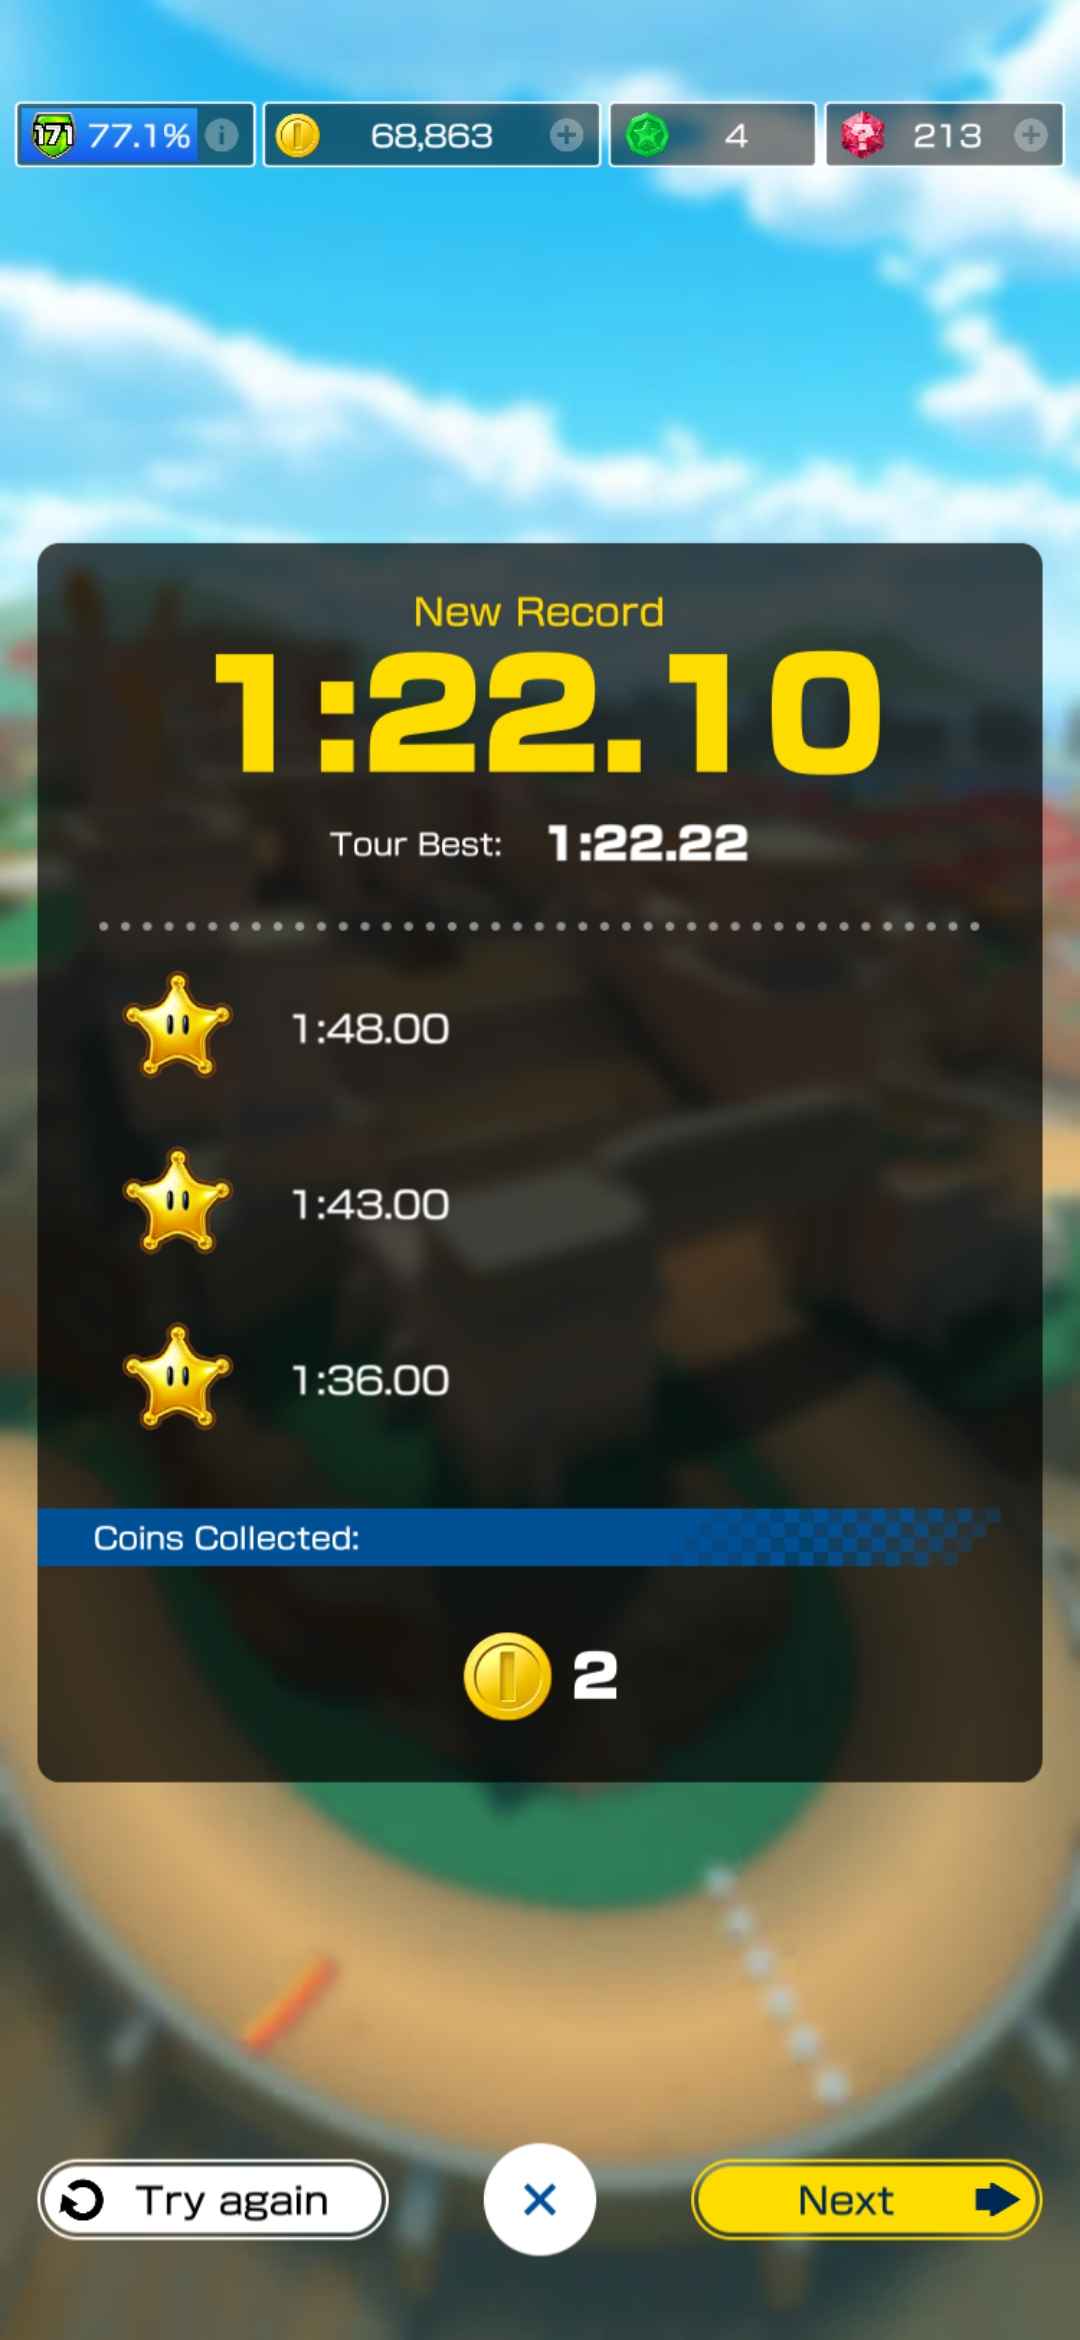 171 77.1% i 68,863 + 4 ? 213 +
New Record
1:22.10
Tour Best: 1:22.22
1:48.00
1:43.00
1:36.00
Coins Collected:
2
Try again × Next